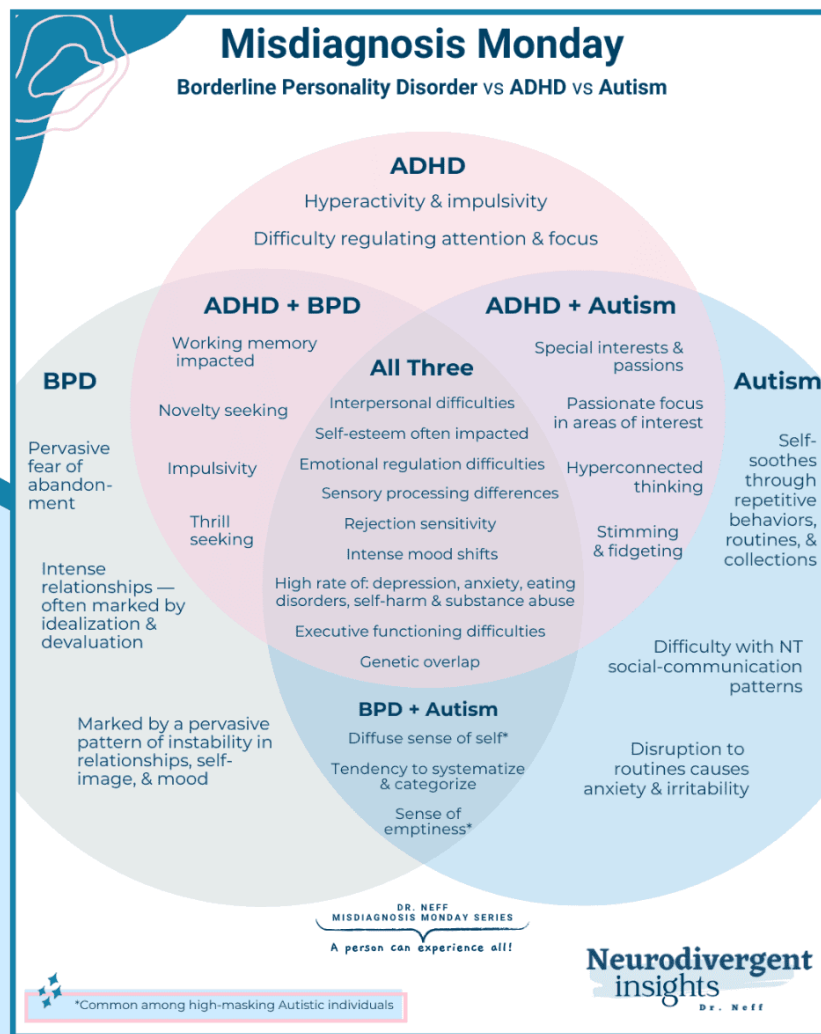 Misdiagnosis Monday
Borderline Personality Disorder vs ADHD vs Autism
ADHD
Hyperactivity & impulsivity
Difficulty regulating attention & focus
ADHD + BPD
Working memory
impacted
Novelty seeking
Impulsivity
Thrill
seeking
ADHD + Autism
Special interests &
passions
Passionate focus
in areas of interest
Hyperconnected
thinking
Stimming
& fidgeting
BPD
Pervasive
fear of
abandon-
ment
Intense
relationships —
often marked by
idealization &
devaluation
Marked by a pervasive
pattern of instability in
relationships, self-
image, & mood
All Three
Interpersonal difficulties
Self-esteem often impacted
Emotional regulation difficulties
Sensory processing differences
Rejection sensitivity
Intense mood shifts
High rate of: depression, anxiety, eating
disorders, self-harm & substance abuse
Executive functioning difficulties
Genetic overlap
Autism
Self-
soothes
through
repetitive
behaviors,
routines, &
collections
Difficulty with NT
social-communication
patterns
Disruption to
routines causes
anxiety & irritability
BPD + Autism
Diffuse sense of self*
Tendency to systematize
& categorize
Sense of
emptiness*
DR. NEFF
MISDIAGNOSIS MONDAY SERIES
A person can experience all!
Neurodivergent
insights
Dr. Neff
*Common among high-masking Autistic individuals